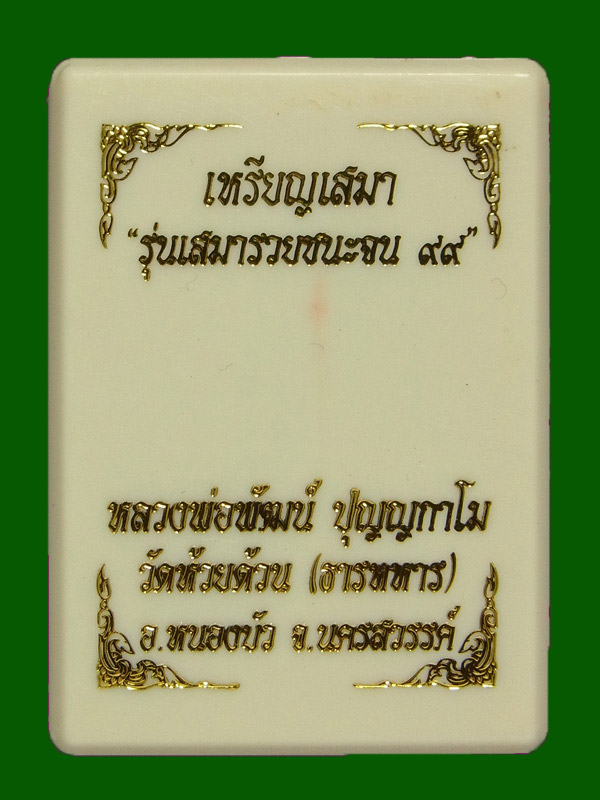 เหรียญเสมา
“รุ่นเสมารวยชนะจน ๙๙”
หลวงพ่อพัฒน์ ปุญญกาโม
วัดห้วยด้วน (ธารทหาร)
อ.หนองบัว จ.นครสวรรค์